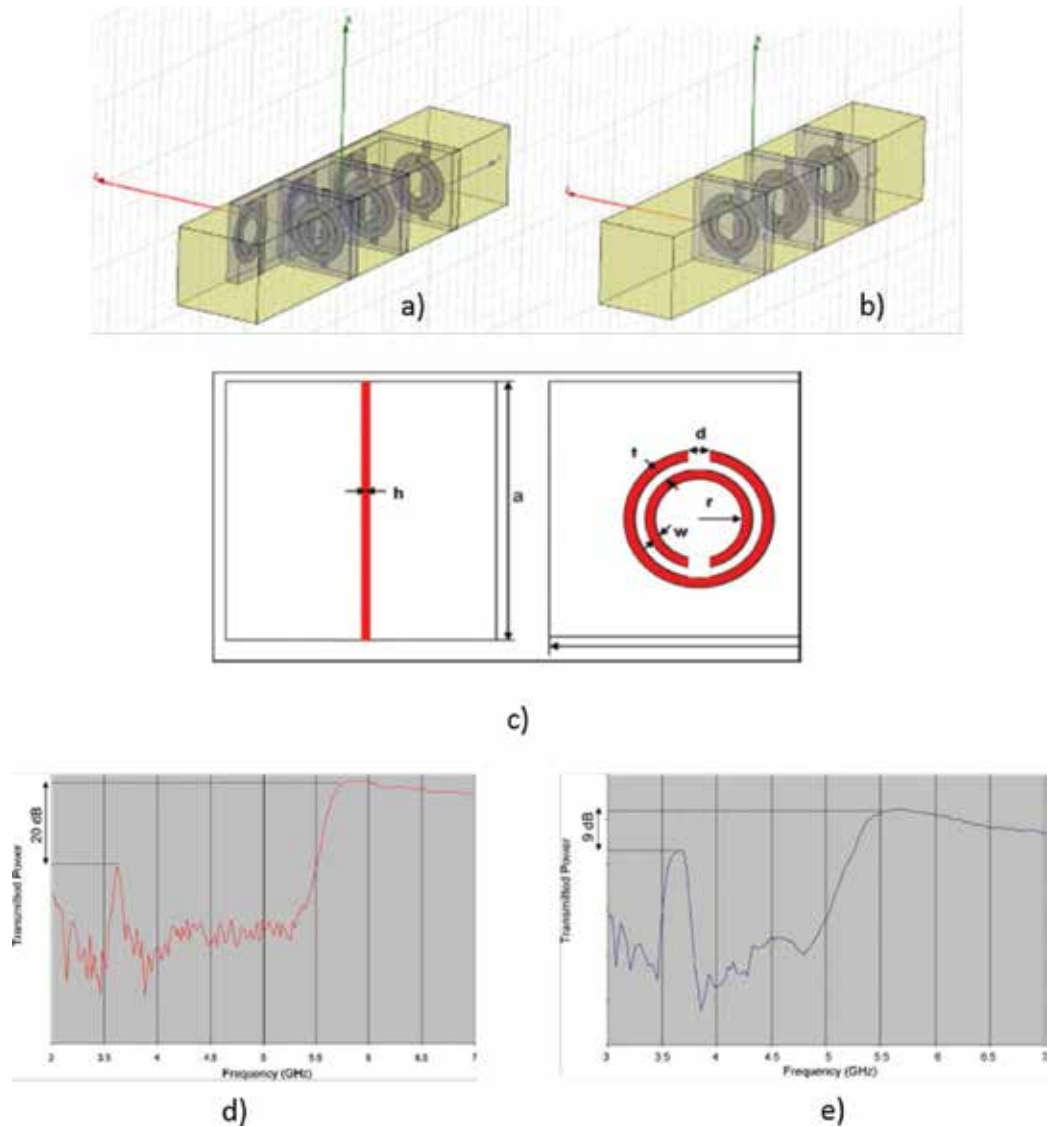 a)
b)
h
a
d
t
r
w
c)
20 dB
Transmitted Power
3 3.5 4 4.5 5 5.5 6 6.5 7
Frequency (GHz)
d)
9 dB
Transmitted Power
3 3.5 4 4.5 5 5.5 6 6.5
Frequency (GHz)
e)